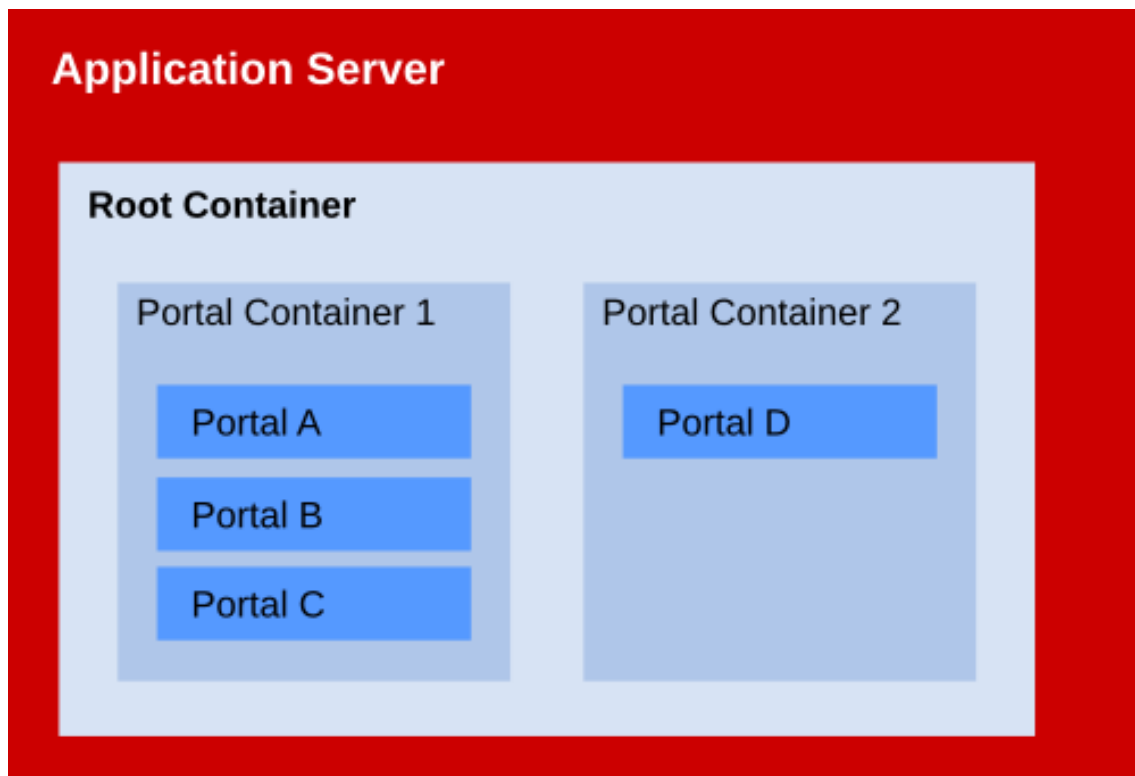 Application Server
Root Container
Portal Container 1
Portal A
Portal B
Portal C
Portal Container 2
Portal D